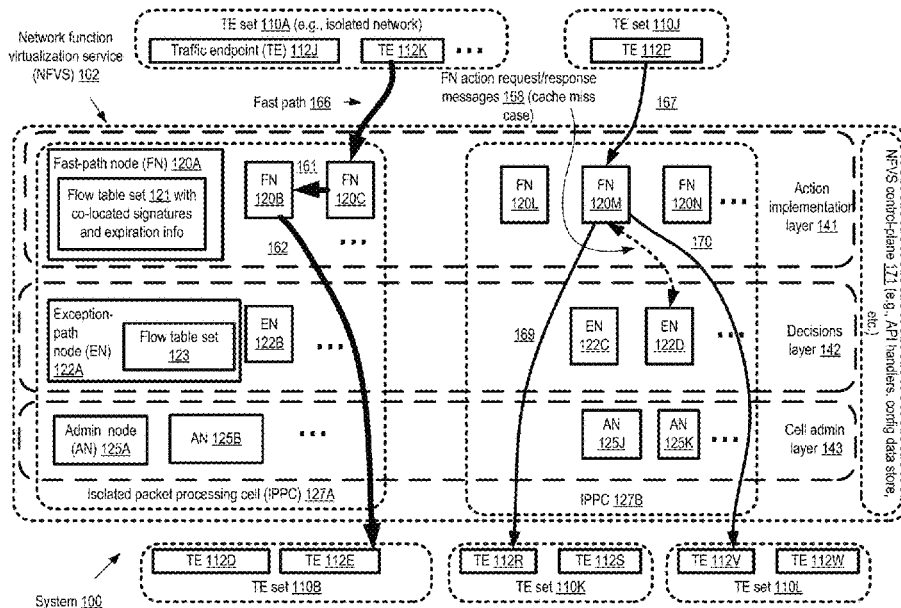 TE set 110A (e.g., isolated network)
Traffic endpoint (TE) 112J
TE 112K
TE set 110J
TE 112P
Network function
virtualization service
(NFVS) 102
FN action request/response
messages 168 (cache miss
case)
Fast path 166
167
Fast-path node (FN) 120A
Flow table set 121 with
co-located signatures
and expiration info
FN
120B
161
FN
120C
162
FN
120L
FN
120M
FN
120N
170
Action
implementation
layer 141
Exception-
path
node (EN)
122A
Flow table set
123
EN
122B
169
EN
122C
EN
122D
Decisions
layer 142
Admin node
(AN) 125A
AN 125B
AN
125J
AN
125K
Cell admin
layer 143
Isolated packet processing cell (IPPC) 127A
IPPC 127B
NFVS control-plane 171 (e.g., API handlers, config data store,
etc.)
TE 112D
TE 112E
TE set 110B
TE 112R
TE 112S
TE set 110K
TE 112V
TE 112W
TE set 110L
System 100